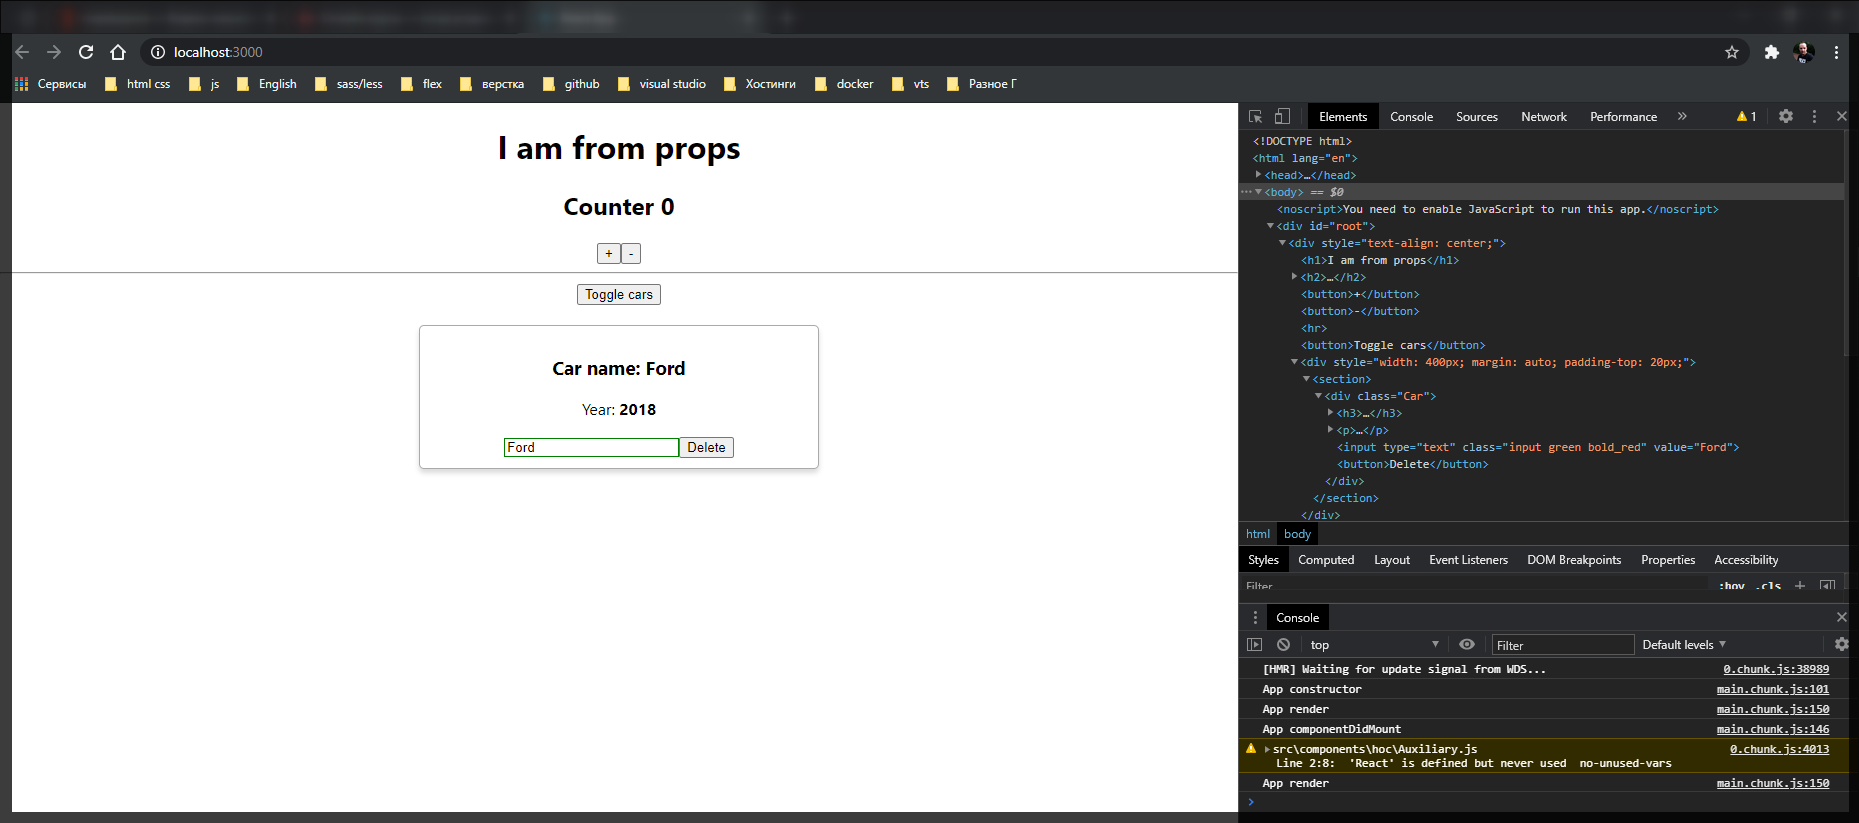 localhost:3000
Сервисы html css js English sass/less flex верстка github visual studio Хостинги docker vts Разное Г
I am from props
Counter 0
+ -
Toggle cars
Car name: Ford
Year: 2018
Ford Delete
Elements Console Sources Network Performance » 1
<!DOCTYPE html>
<html lang="en">
<head>…</head>
<body> == $0
<noscript>You need to enable JavaScript to run this app.</noscript>
<div id="root">
<div style="text-align: center;">
<h1>I am from props</h1>
<h2>…</h2>
<button>+</button>
<button>-</button>
<hr>
<button>Toggle cars</button>
<div style="width: 400px; margin: auto; padding-top: 20px;">
<section>
<div class="Car">
<h3>…</h3>
<p>…</p>
<input type="text" class="input green bold_red" value="Ford">
<button>Delete</button>
</div>
</section>
</div>
html body
Styles Computed Layout Event Listeners DOM Breakpoints Properties Accessibility
Filter :hov .cls +
Console
top Filter Default levels
[HMR] Waiting for update signal from WDS... 0.chunk.js:38989
App constructor main.chunk.js:101
App render main.chunk.js:150
App componentDidMount main.chunk.js:146
src\components\hoc\Auxiliary.js 0.chunk.js:4013
Line 2:8: 'React' is defined but never used no-unused-vars
App render main.chunk.js:150